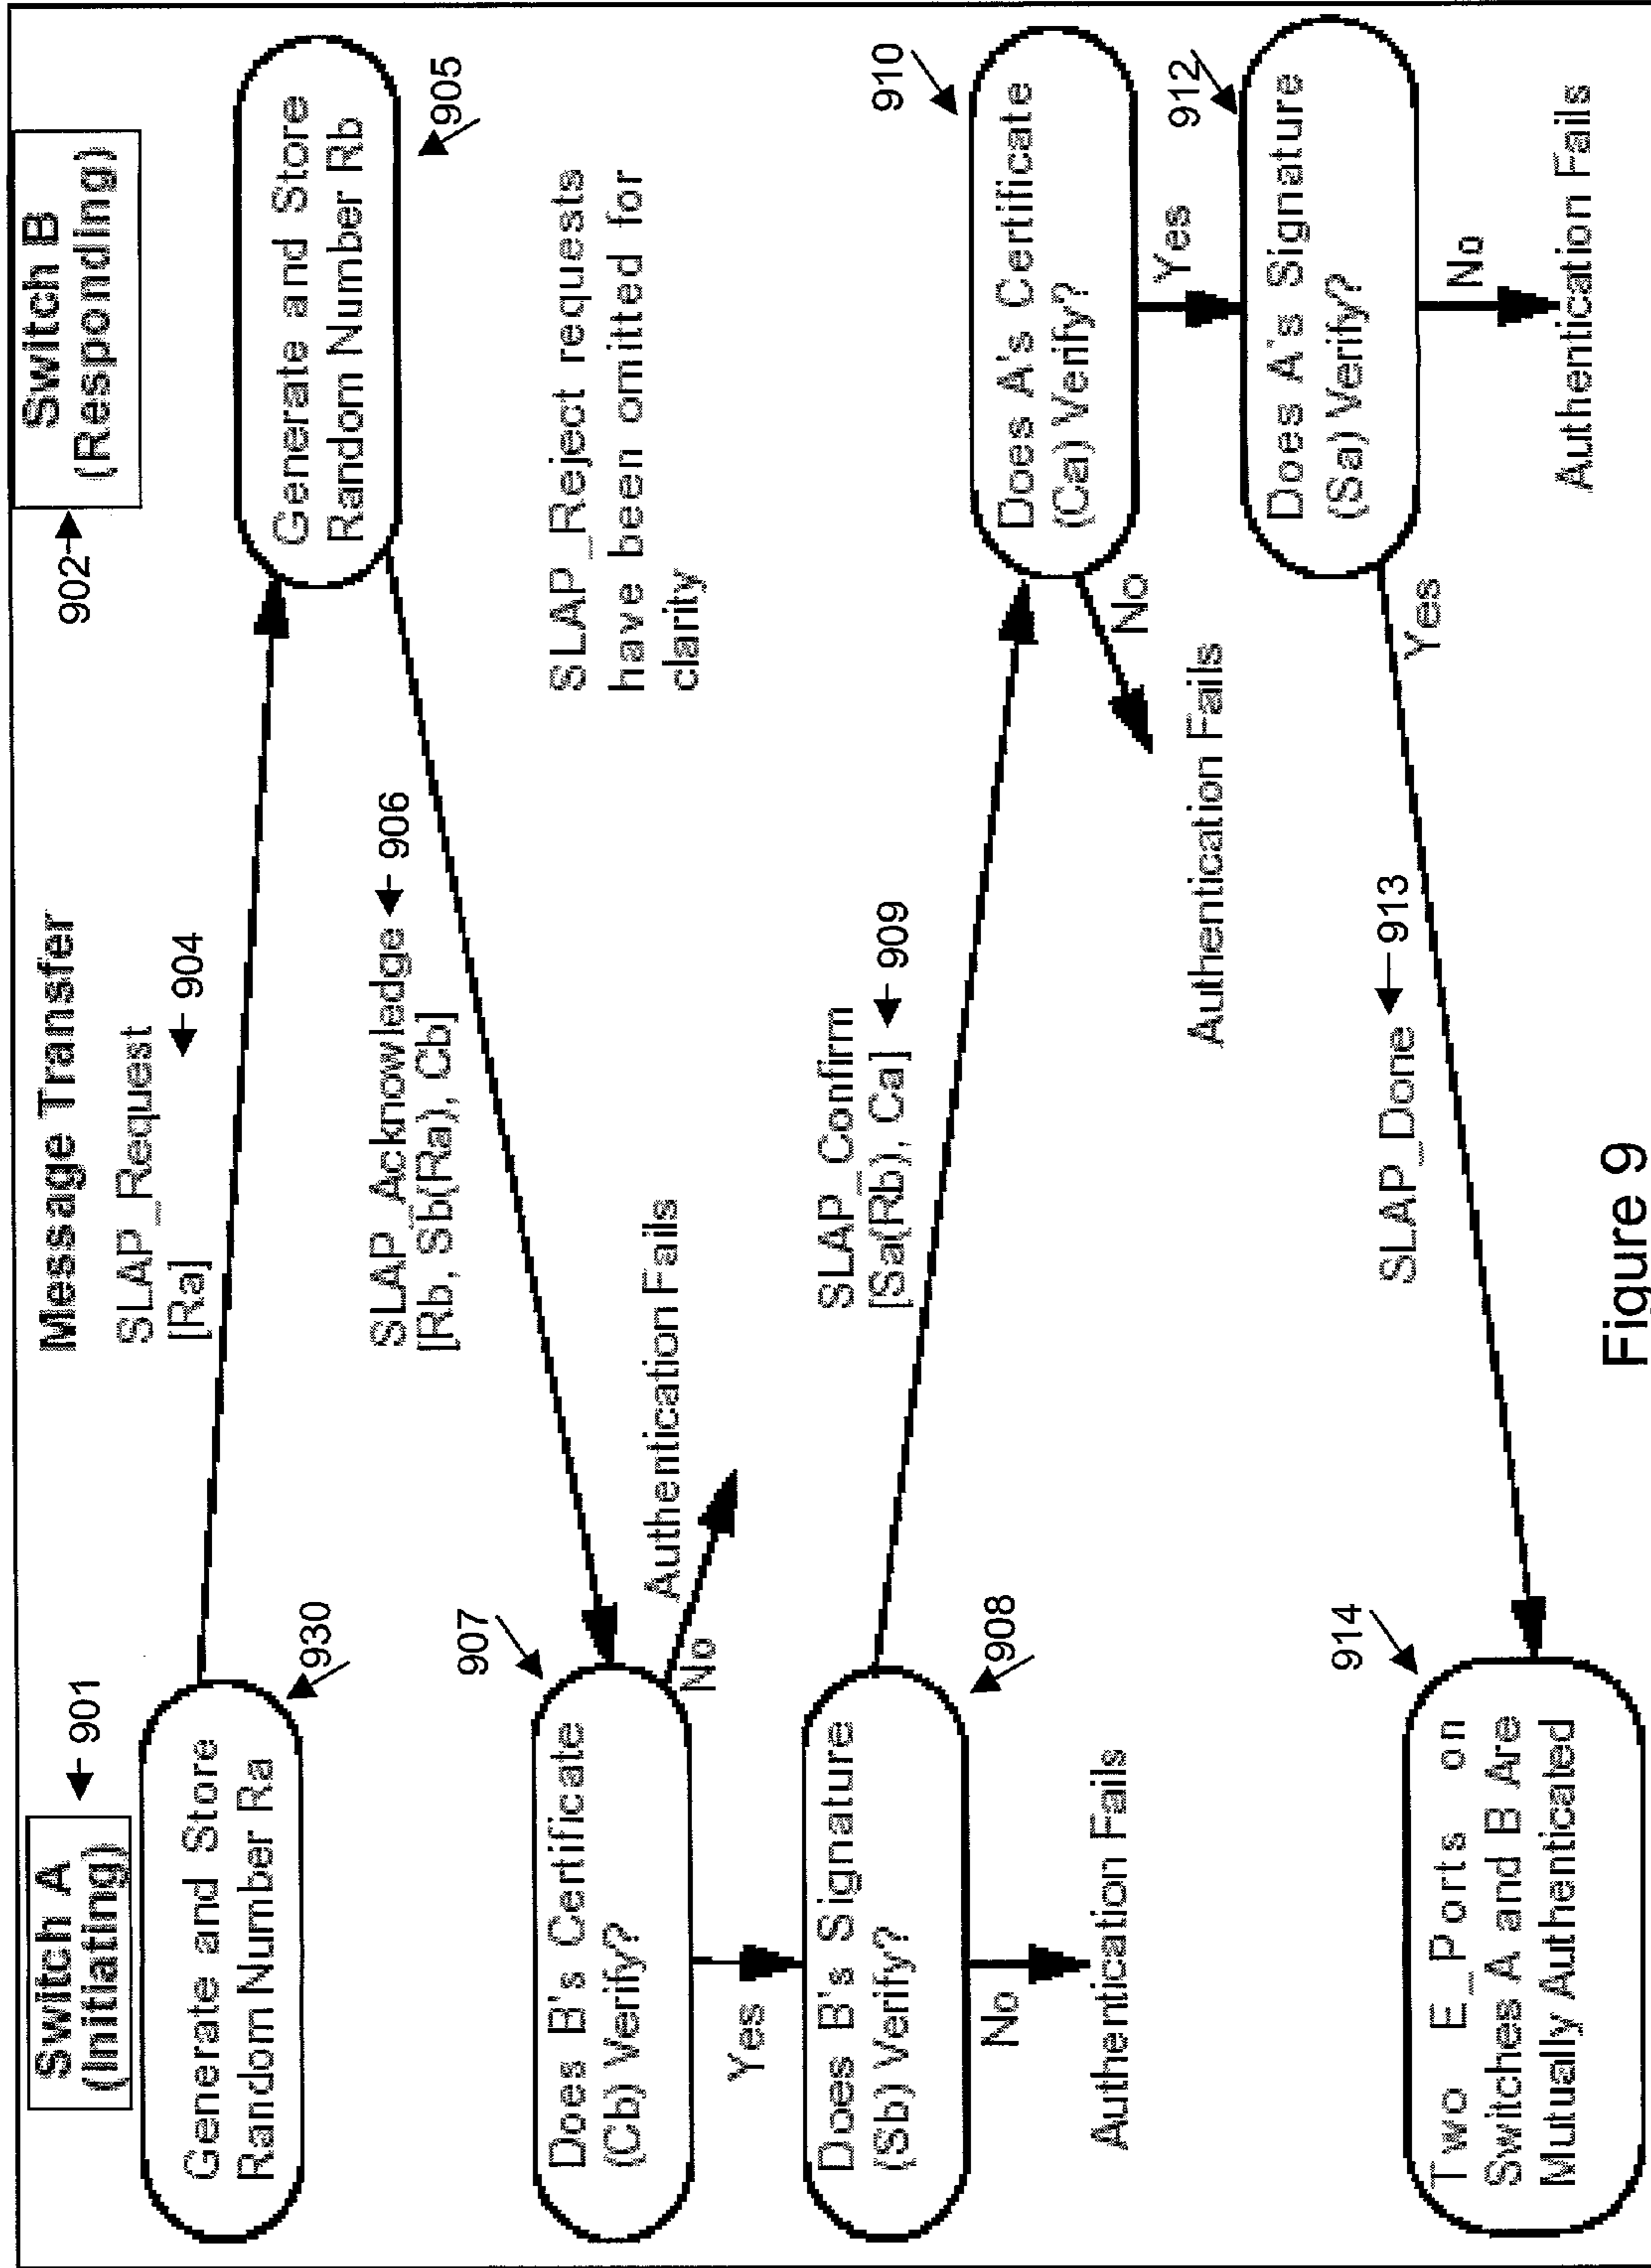 Switch A
(Initiating)
901
Message Transfer
Switch B
(Responding)
902
Generate and Store
Random Number Ra
930
SLAP_Request
[Ra]
904
Generate and Store
Random Number Rb
905
SLAP_Acknowledge
[Rb, Sb(Ra), Cb]
906
SLAP_Reject requests
have been omitted for
clarity
907
Does B's Certificate
(Cb) Verify?
No
Authentication Fails
Yes
Does B's Signature
(Sb) Verify?
908
No
Authentication Fails
SLAP_Confirm
[Sa(Rb), Ca]
909
910
Does A's Certificate
(Ca) Verify?
No
Authentication Fails
Yes
912
Does A's Signature
(Sa) Verify?
No
Authentication Fails
Yes
SLAP_Done
913
914
Two E_Ports on
Switches A and B Are
Mutually Authenticated
Figure 9